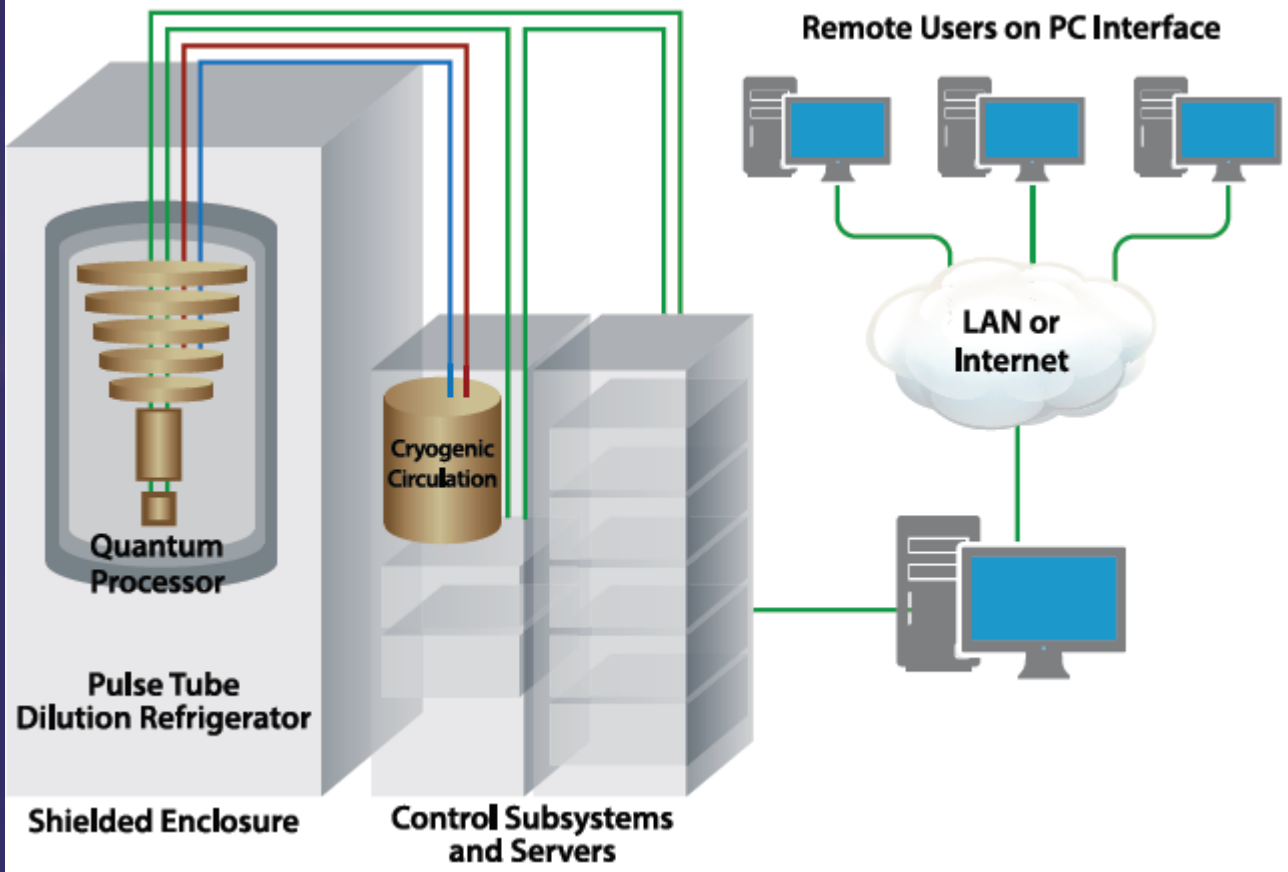 Remote Users on PC Interface
LAN or
Internet
Cryogenic
Circulation
Quantum
Processor
Pulse Tube
Dilution Refrigerator
Shielded Enclosure
Control Subsystems
and Servers